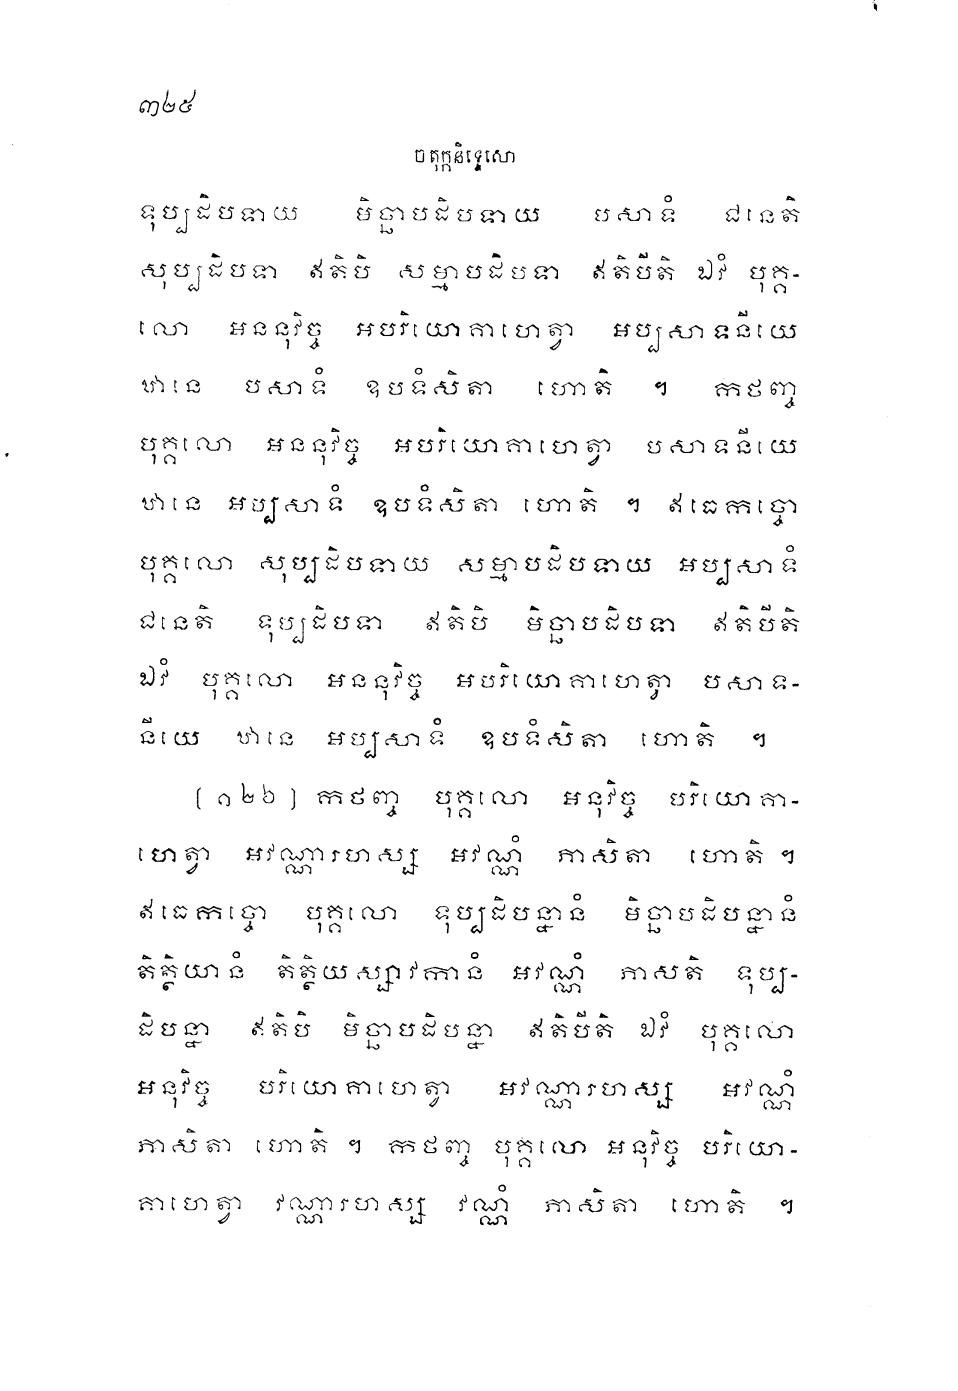 ៣២៥
ចតុក្កនិទ្ទេសោ
ទុប្បដិបទាយ មិច្ឆាបដិបទាយ បសាទំ ជនេតិ
សុប្បដិបទា ឥតិបិ សម្មាបដិបទា ឥតិបីតិ ឯវំ បុគ្គ-
លោ អននុវិច្ច អបរិយោគាហេត្វា អប្បសាទនីយេ
ឋានេ បសាទំ ឧបទំសិតា ហោតិ ។ កថញ្ច
បុគ្គលោ អននុវិច្ច អបរិយោគាហេត្វា បសាទនីយេ
ឋានេ អប្បសាទំ ឧបទំសិតា ហោតិ ។ ឥធេកច្ចោ
បុគ្គលោ សុប្បដិបទាយ សម្មាបដិបទាយ អប្បសាទំ
ជនេតិ ទុប្បដិបទា ឥតិបិ មិច្ឆាបដិបទា ឥតិបីតិ
ឯវំ បុគ្គលោ អននុវិច្ច អបរិយោគាហេត្វា បសាទ-
នីយេ ឋានេ អប្បសាទំ ឧបទំសិតា ហោតិ ។
[១២៦] កថញ្ច បុគ្គលោ អនុវិច្ច បរិយោគា-
ហេត្វា អវណ្ណារហស្ស អវណ្ណំ ភាសិតា ហោតិ ។
ឥធេកច្ចោ បុគ្គលោ ទុប្បដិបន្នានំ មិច្ឆាបដិបន្នានំ
តិត្ថិយានំ តិត្ថិយស្សាវកានំ អវណ្ណំ ភាសតិ ទុប្ប-
ដិបន្នា ឥតិបិ មិច្ឆាបដិបន្នា ឥតិបីតិ ឯវំ បុគ្គលោ
អនុវិច្ច បរិយោគាហេត្វា អវណ្ណារហស្ស អវណ្ណំ
ភាសិតា ហោតិ ។ កថញ្ច បុគ្គលោ អនុវិច្ច បរិយោ-
គាហេត្វា វណ្ណារហស្ស វណ្ណំ ភាសិតា ហោតិ ។